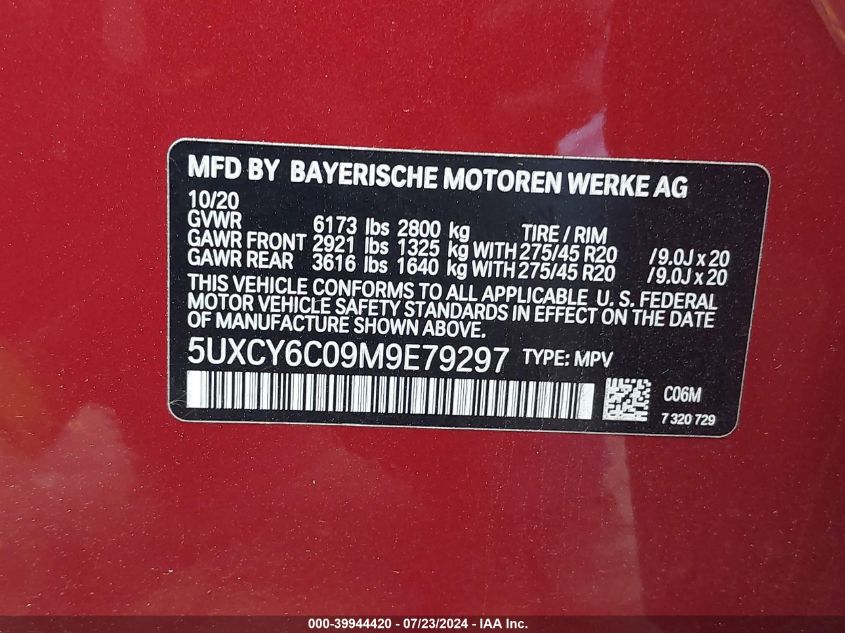 MFD BY BAYERISCHE MOTOREN WERKE AG
10/20
GVWR 6173 lbs 2800 kg TIRE / RIM
GAWR FRONT 2921 lbs 1325 kg WITH 275/45 R20 / 9.0J x 20
GAWR REAR 3616 lbs 1640 kg WITH 275/45 R20 / 9.0J x 20
THIS VEHICLE CONFORMS TO ALL APPLICABLE U. S. FEDERAL
MOTOR VEHICLE SAFETY STANDARDS IN EFFECT ON THE DATE
OF MANUFACTURE SHOWN ABOVE.
5UXCY6C09M9E79297 TYPE: MPV
C06M
7 320 729
000-39944420 - 07/23/2024 - IAA Inc.